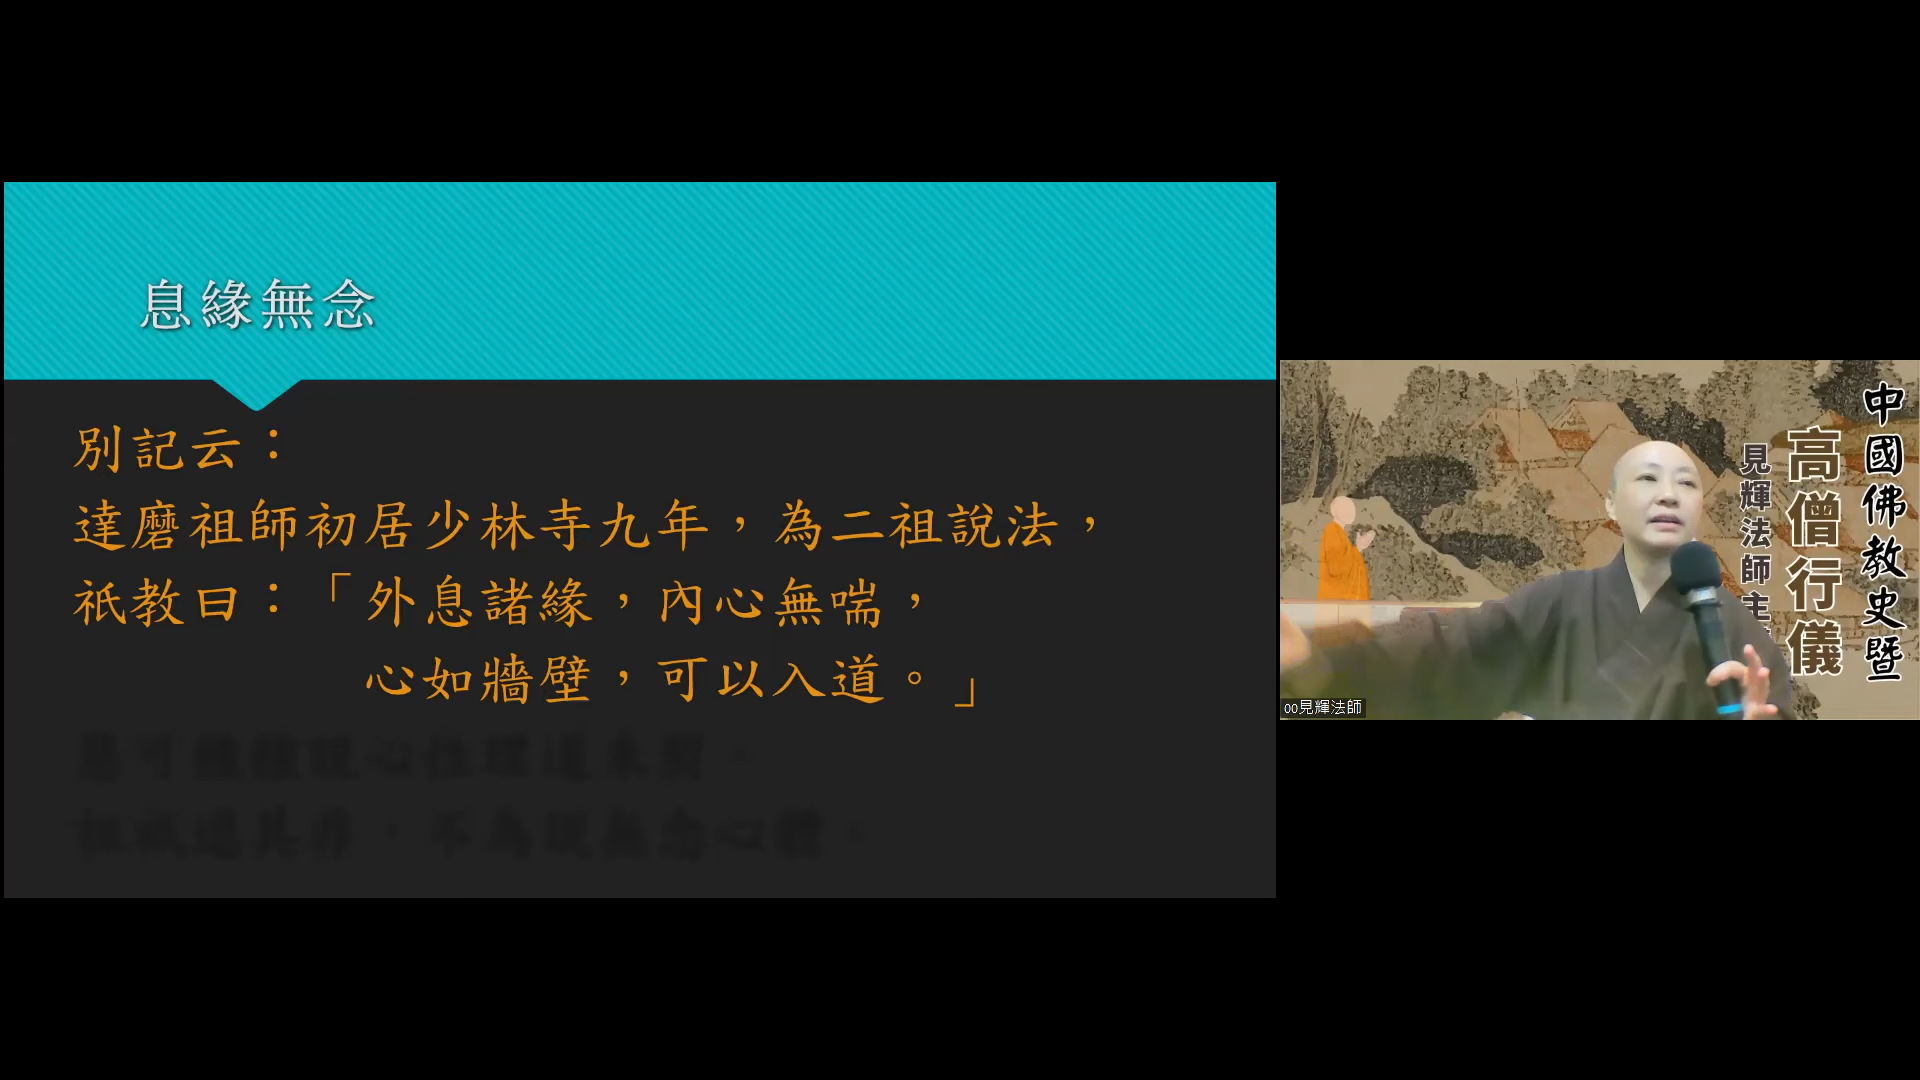 息緣無念
別記云：
達磨祖師初居少林寺九年，為二祖說法，
祇教曰：「外息諸緣，內心無喘，
心如牆壁，可以入道。」
中國佛教史暨
高僧行儀
見輝法師主
00見輝法師